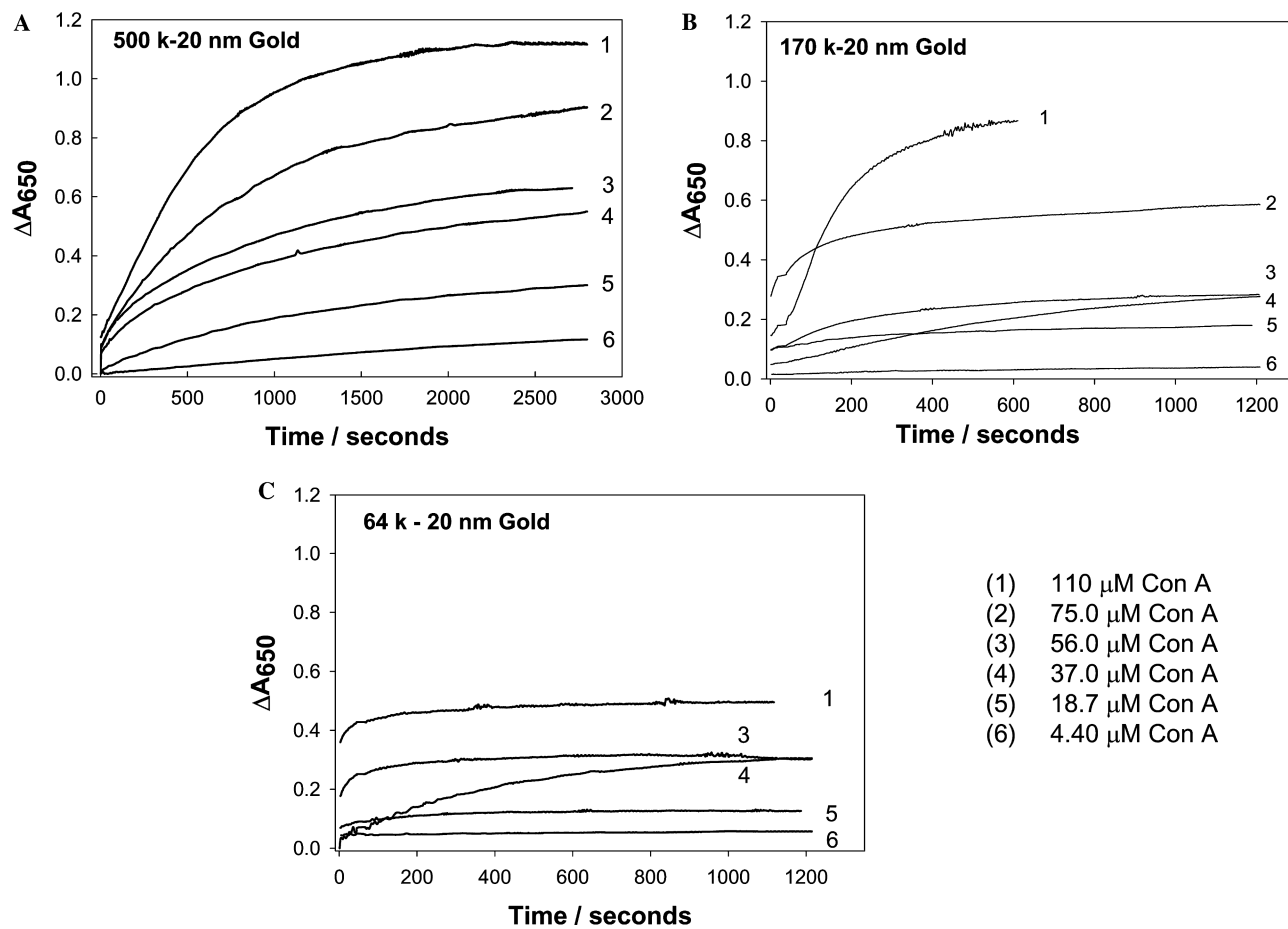 A
500 k-20 nm Gold
1.2
1.0
0.8
0.6
0.4
0.2
0.0
ΔA650
1
2
3
4
5
6
0 500 1000 1500 2000 2500 3000
Time / seconds
B
170 k-20 nm Gold
1.2
1.0
0.8
0.6
0.4
0.2
0.0
ΔA650
1
2
3
4
5
6
0 200 400 600 800 1000 1200
Time / seconds
C
64 k - 20 nm Gold
1.2
1.0
0.8
0.6
0.4
0.2
0.0
ΔA650
1
3
4
5
6
0 200 400 600 800 1000 1200
Time / seconds
(1) 110 μM Con A
(2) 75.0 μM Con A
(3) 56.0 μM Con A
(4) 37.0 μM Con A
(5) 18.7 μM Con A
(6) 4.40 μM Con A